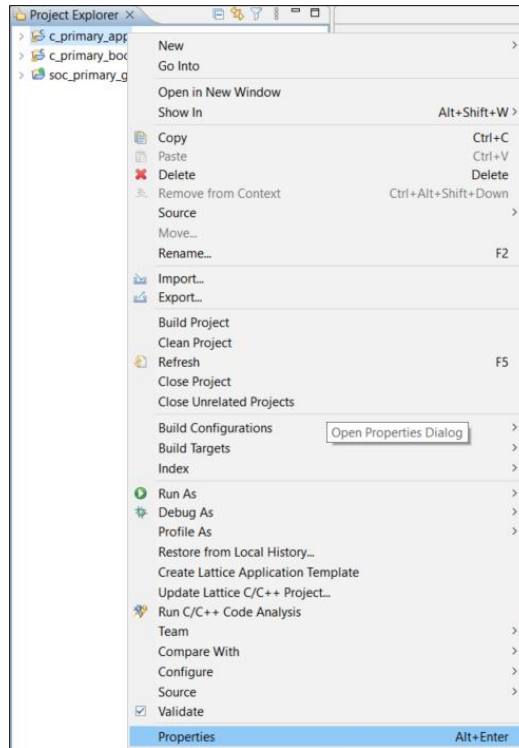 Project Explorer
c_primary_app
c_primary_boo
soc_primary_g
New
Go Into
Open in New Window
Show In Alt+Shift+W
Copy Ctrl+C
Paste Ctrl+V
Delete Delete
Remove from Context Ctrl+Alt+Shift+Down
Source
Move...
Rename... F2
Import...
Export...
Build Project
Clean Project
Refresh F5
Close Project
Close Unrelated Projects
Build Configurations
Open Properties Dialog
Build Targets
Index
Run As
Debug As
Profile As
Restore from Local History...
Create Lattice Application Template
Update Lattice C/C++ Project...
Run C/C++ Code Analysis
Team
Compare With
Configure
Source
Validate
Properties Alt+Enter